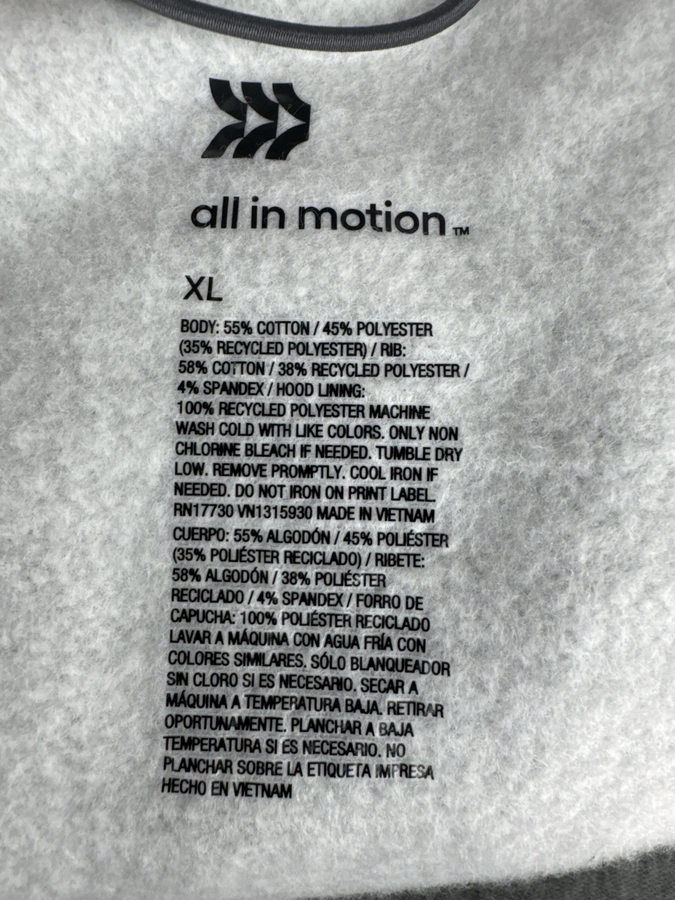 all in motion™
XL
BODY: 55% COTTON / 45% POLYESTER
(35% RECYCLED POLYESTER) / RIB:
58% COTTON / 38% RECYCLED POLYESTER /
4% SPANDEX / HOOD LINING:
100% RECYCLED POLYESTER MACHINE
WASH COLD WITH LIKE COLORS. ONLY NON
CHLORINE BLEACH IF NEEDED. TUMBLE DRY
LOW. REMOVE PROMPTLY. COOL IRON IF
NEEDED. DO NOT IRON ON PRINT LABEL.
RN17730 VN1315930 MADE IN VIETNAM
CUERPO: 55% ALGODÓN / 45% POLIÉSTER
(35% POLIÉSTER RECICLADO) / RIBETE:
58% ALGODÓN / 38% POLIÉSTER
RECICLADO / 4% SPANDEX / FORRO DE
CAPUCHA: 100% POLIÉSTER RECICLADO
LAVAR A MÁQUINA CON AGUA FRÍA CON
COLORES SIMILARES. SÓLO BLANQUEADOR
SIN CLORO SI ES NECESARIO. SECAR A
MÁQUINA A TEMPERATURA BAJA. RETIRAR
OPORTUNAMENTE. PLANCHAR A BAJA
TEMPERATURA SI ES NECESARIO. NO
PLANCHAR SOBRE LA ETIQUETA IMPRESA
HECHO EN VIETNAM